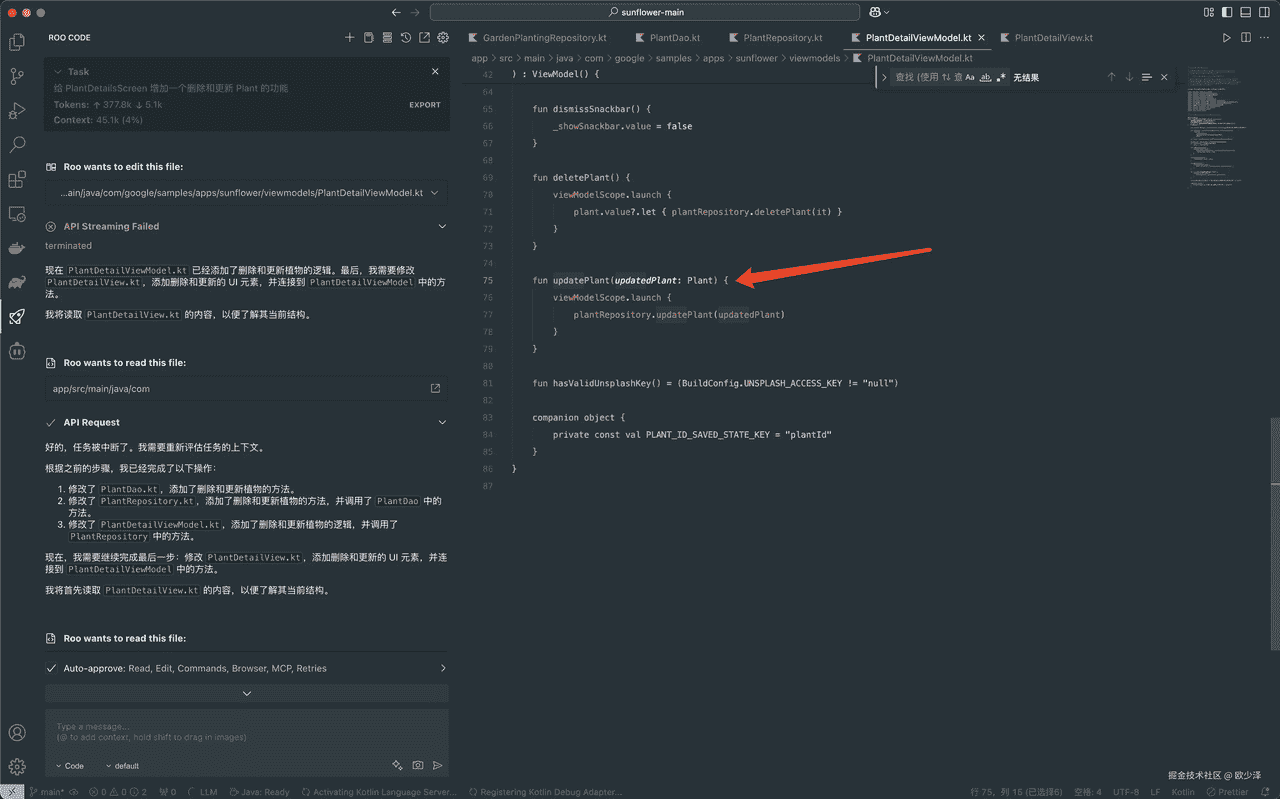 sunflower-main
ROO CODE
Task
给 PlantDetailsScreen 增加一个删除和更新 Plant 的功能
Tokens: ↑ 377.8k ↓ 5.1k
EXPORT
Context: 45.1k (4%)
Roo wants to edit this file:
...ain/java/com/google/samples/apps/sunflower/viewmodels/PlantDetailViewModel.kt
API Streaming Failed
terminated
现在 PlantDetailViewModel.kt 已经添加了删除和更新植物的逻辑。最后，我需要修改
PlantDetailView.kt，添加删除和更新的 UI 元素，并连接到 PlantDetailViewModel 中的方
法。
我将读取 PlantDetailView.kt 的内容，以便了解其当前结构。
Roo wants to read this file:
app/src/main/java/com
API Request
好的，任务被中断了。我需要重新评估任务的上下文。
根据之前的步骤，我已经完成了以下操作：
1. 修改了 PlantDao.kt，添加了删除和更新植物的方法。
2. 修改了 PlantRepository.kt，添加了删除和更新植物的方法，并调用了 PlantDao 中的
方法。
3. 修改了 PlantDetailViewModel.kt，添加了删除和更新植物的逻辑，并调用了
PlantRepository 中的方法。
现在，我需要继续完成最后一步：修改 PlantDetailView.kt，添加删除和更新的 UI 元素，并连
接到 PlantDetailViewModel 中的方法。
我将首先读取 PlantDetailView.kt 的内容，以便了解其当前结构。
Roo wants to read this file:
Auto-approve: Read, Edit, Commands, Browser, MCP, Retries
Type a message...
(@ to add context, hold shift to drag in images)
Code default
GardenPlantingRepository.kt PlantDao.kt PlantRepository.kt PlantDetailViewModel.kt PlantDetailView.kt
app > src > main > java > com > google > samples > apps > sunflower > viewmodels > PlantDetailViewModel.kt
查找 (使用 ⇅ 查 Aa ab .* 无结果
42 ) : ViewModel() {
64
65 fun dismissSnackbar() {
66 _showSnackbar.value = false
67 }
68
69 fun deletePlant() {
70 viewModelScope.launch {
71 plant.value?.let { plantRepository.deletePlant(it) }
72 }
73 }
74
75 fun updatePlant(updatedPlant: Plant) {
76 viewModelScope.launch {
77 plantRepository.updatePlant(updatedPlant)
78 }
79 }
80
81 fun hasValidUnsplashKey() = (BuildConfig.UNSPLASH_ACCESS_KEY != "null")
82
83 companion object {
84 private const val PLANT_ID_SAVED_STATE_KEY = "plantId"
85 }
86 }
87
掘金技术社区 @ 欧少泽
main* 0 0 2 0 LLM Java: Ready Activating Kotlin Language Server... Registering Kotlin Debug Adapter... 行 75，列 15 (已选择6) 空格: 4 UTF-8 LF Kotlin Prettier